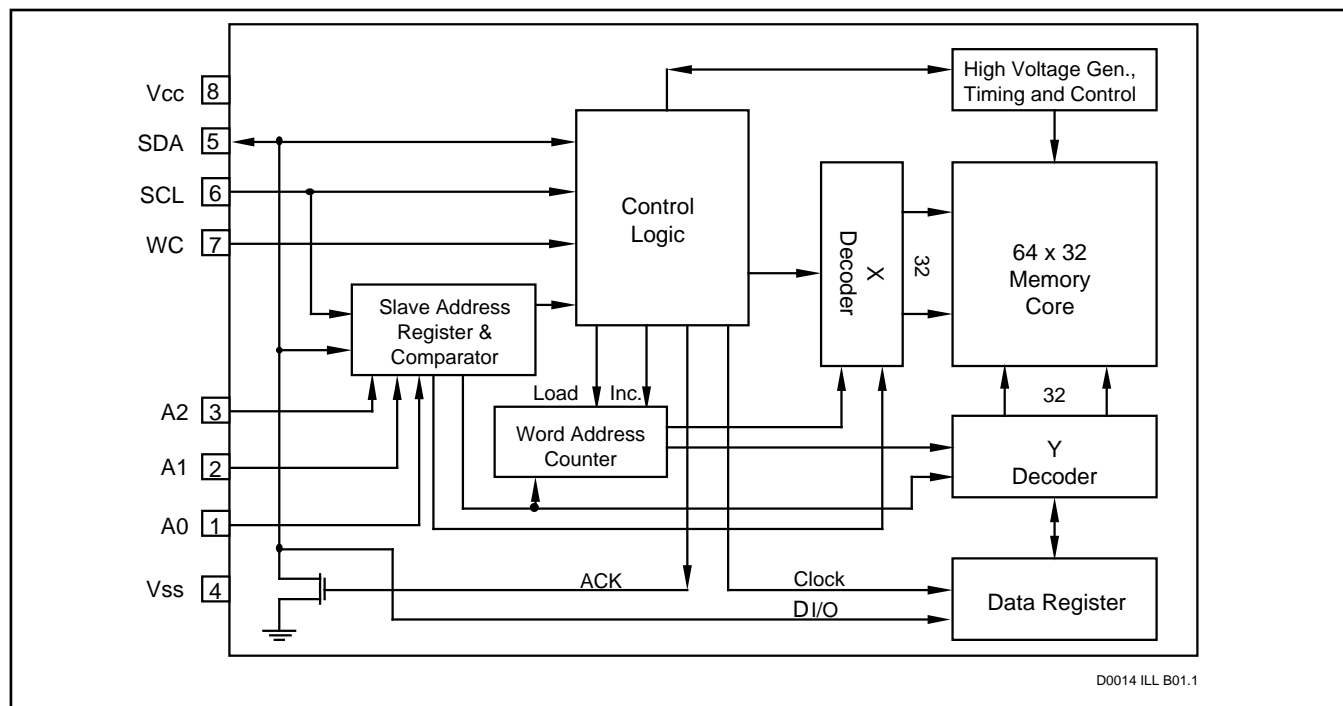 Vcc 8
SDA 5
SCL 6
WC 7
A2 3
A1 2
A0 1
Vss 4
High Voltage Gen.,
Timing and Control
Control
Logic
X
Decoder
32
64 x 32
Memory
Core
Slave Address
Register &
Comparator
Load Inc.
Word Address
Counter
32
Y
Decoder
ACK
Clock
DI/O
Data Register
D0014 ILL B01.1